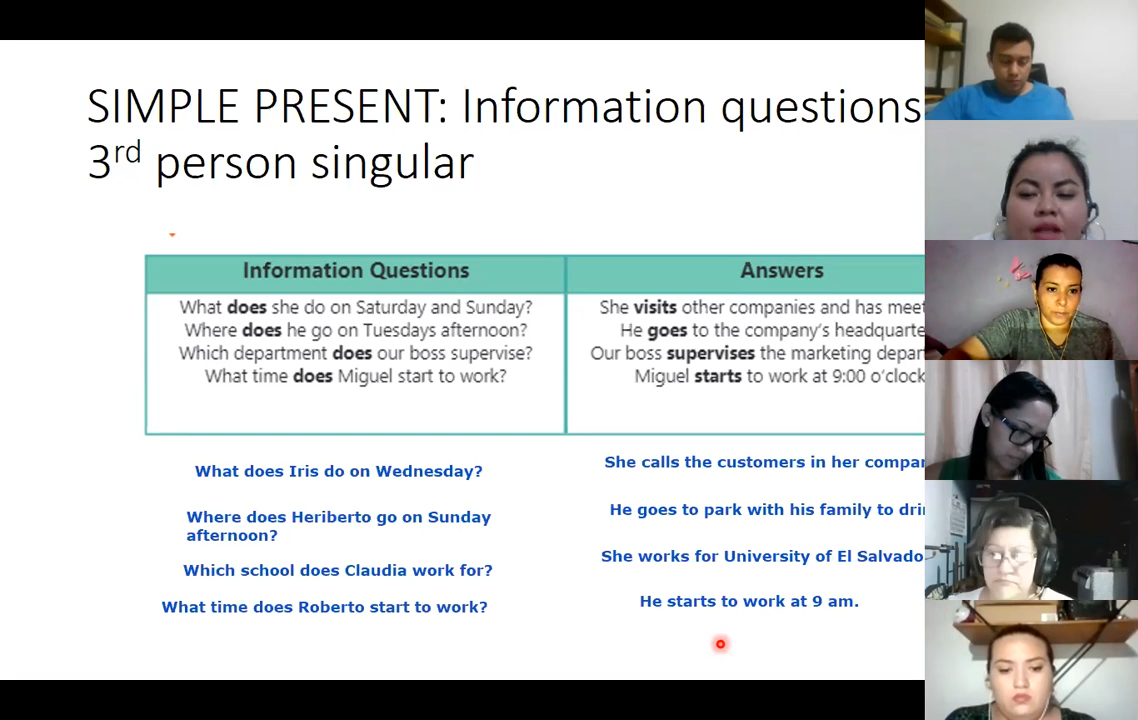 SIMPLE PRESENT: Information questions
3rd person singular
Information Questions
Answers
What does she do on Saturday and Sunday?
She visits other companies and has
Where does he go on Tuesdays afternoon?
He goes to the company's
Which department does our boss supervise?
Our boss supervises the marketing
What time does Miguel start to work?
Miguel starts to work at 9:00 o'clock
What does Iris do on Wednesday?
She calls the customers in her
Where does Heriberto go on Sunday
afternoon?
He goes to park with his family to
Which school does Claudia work for?
She works for University of El
What time does Roberto start to work?
He starts to work at 9 am.